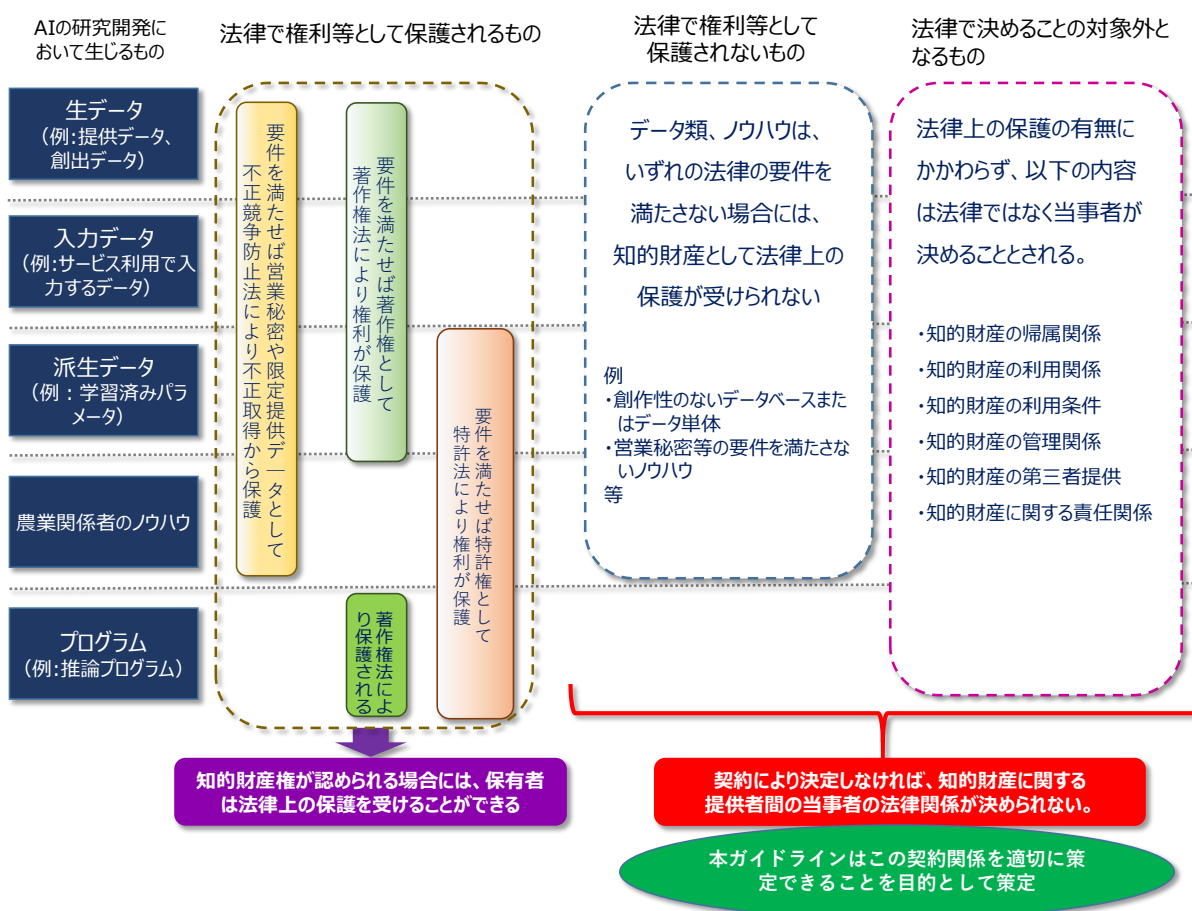 AIの研究開発に
おいて生じるもの
法律で権利等として保護されるもの
法律で権利等として
保護されないもの
法律で決めることの対象外と
なるもの
生データ
（例:提供データ、
創出データ）
入力データ
（例:サービス利用で入
力するデータ）
派生データ
（例：学習済みパラ
メータ）
農業関係者のノウハウ
プログラム
（例:推論プログラム）
要件を満たせば営業秘密や限定提供データとして
不正競争防止法により不正取得から保護
要件を満たせば著作権として
著作権法により権利が保護
要件を満たせば特許権として
特許法により権利が保護
著作権法によ
り保護される
データ類、ノウハウは、
いずれの法律の要件を
満たさない場合には、
知的財産として法律上の
保護が受けられない
例
・創作性のないデータベースまた
はデータ単体
・営業秘密等の要件を満たさな
いノウハウ
等
法律上の保護の有無に
かかわらず、以下の内容
は法律ではなく当事者が
決めることとされる。
・知的財産の帰属関係
・知的財産の利用関係
・知的財産の利用条件
・知的財産の管理関係
・知的財産の第三者提供
・知的財産に関する責任関係
知的財産権が認められる場合には、保有者
は法律上の保護を受けることができる
契約により決定しなければ、知的財産に関する
提供者間の当事者の法律関係が決められない。
本ガイドラインはこの契約関係を適切に策
定できることを目的として策定